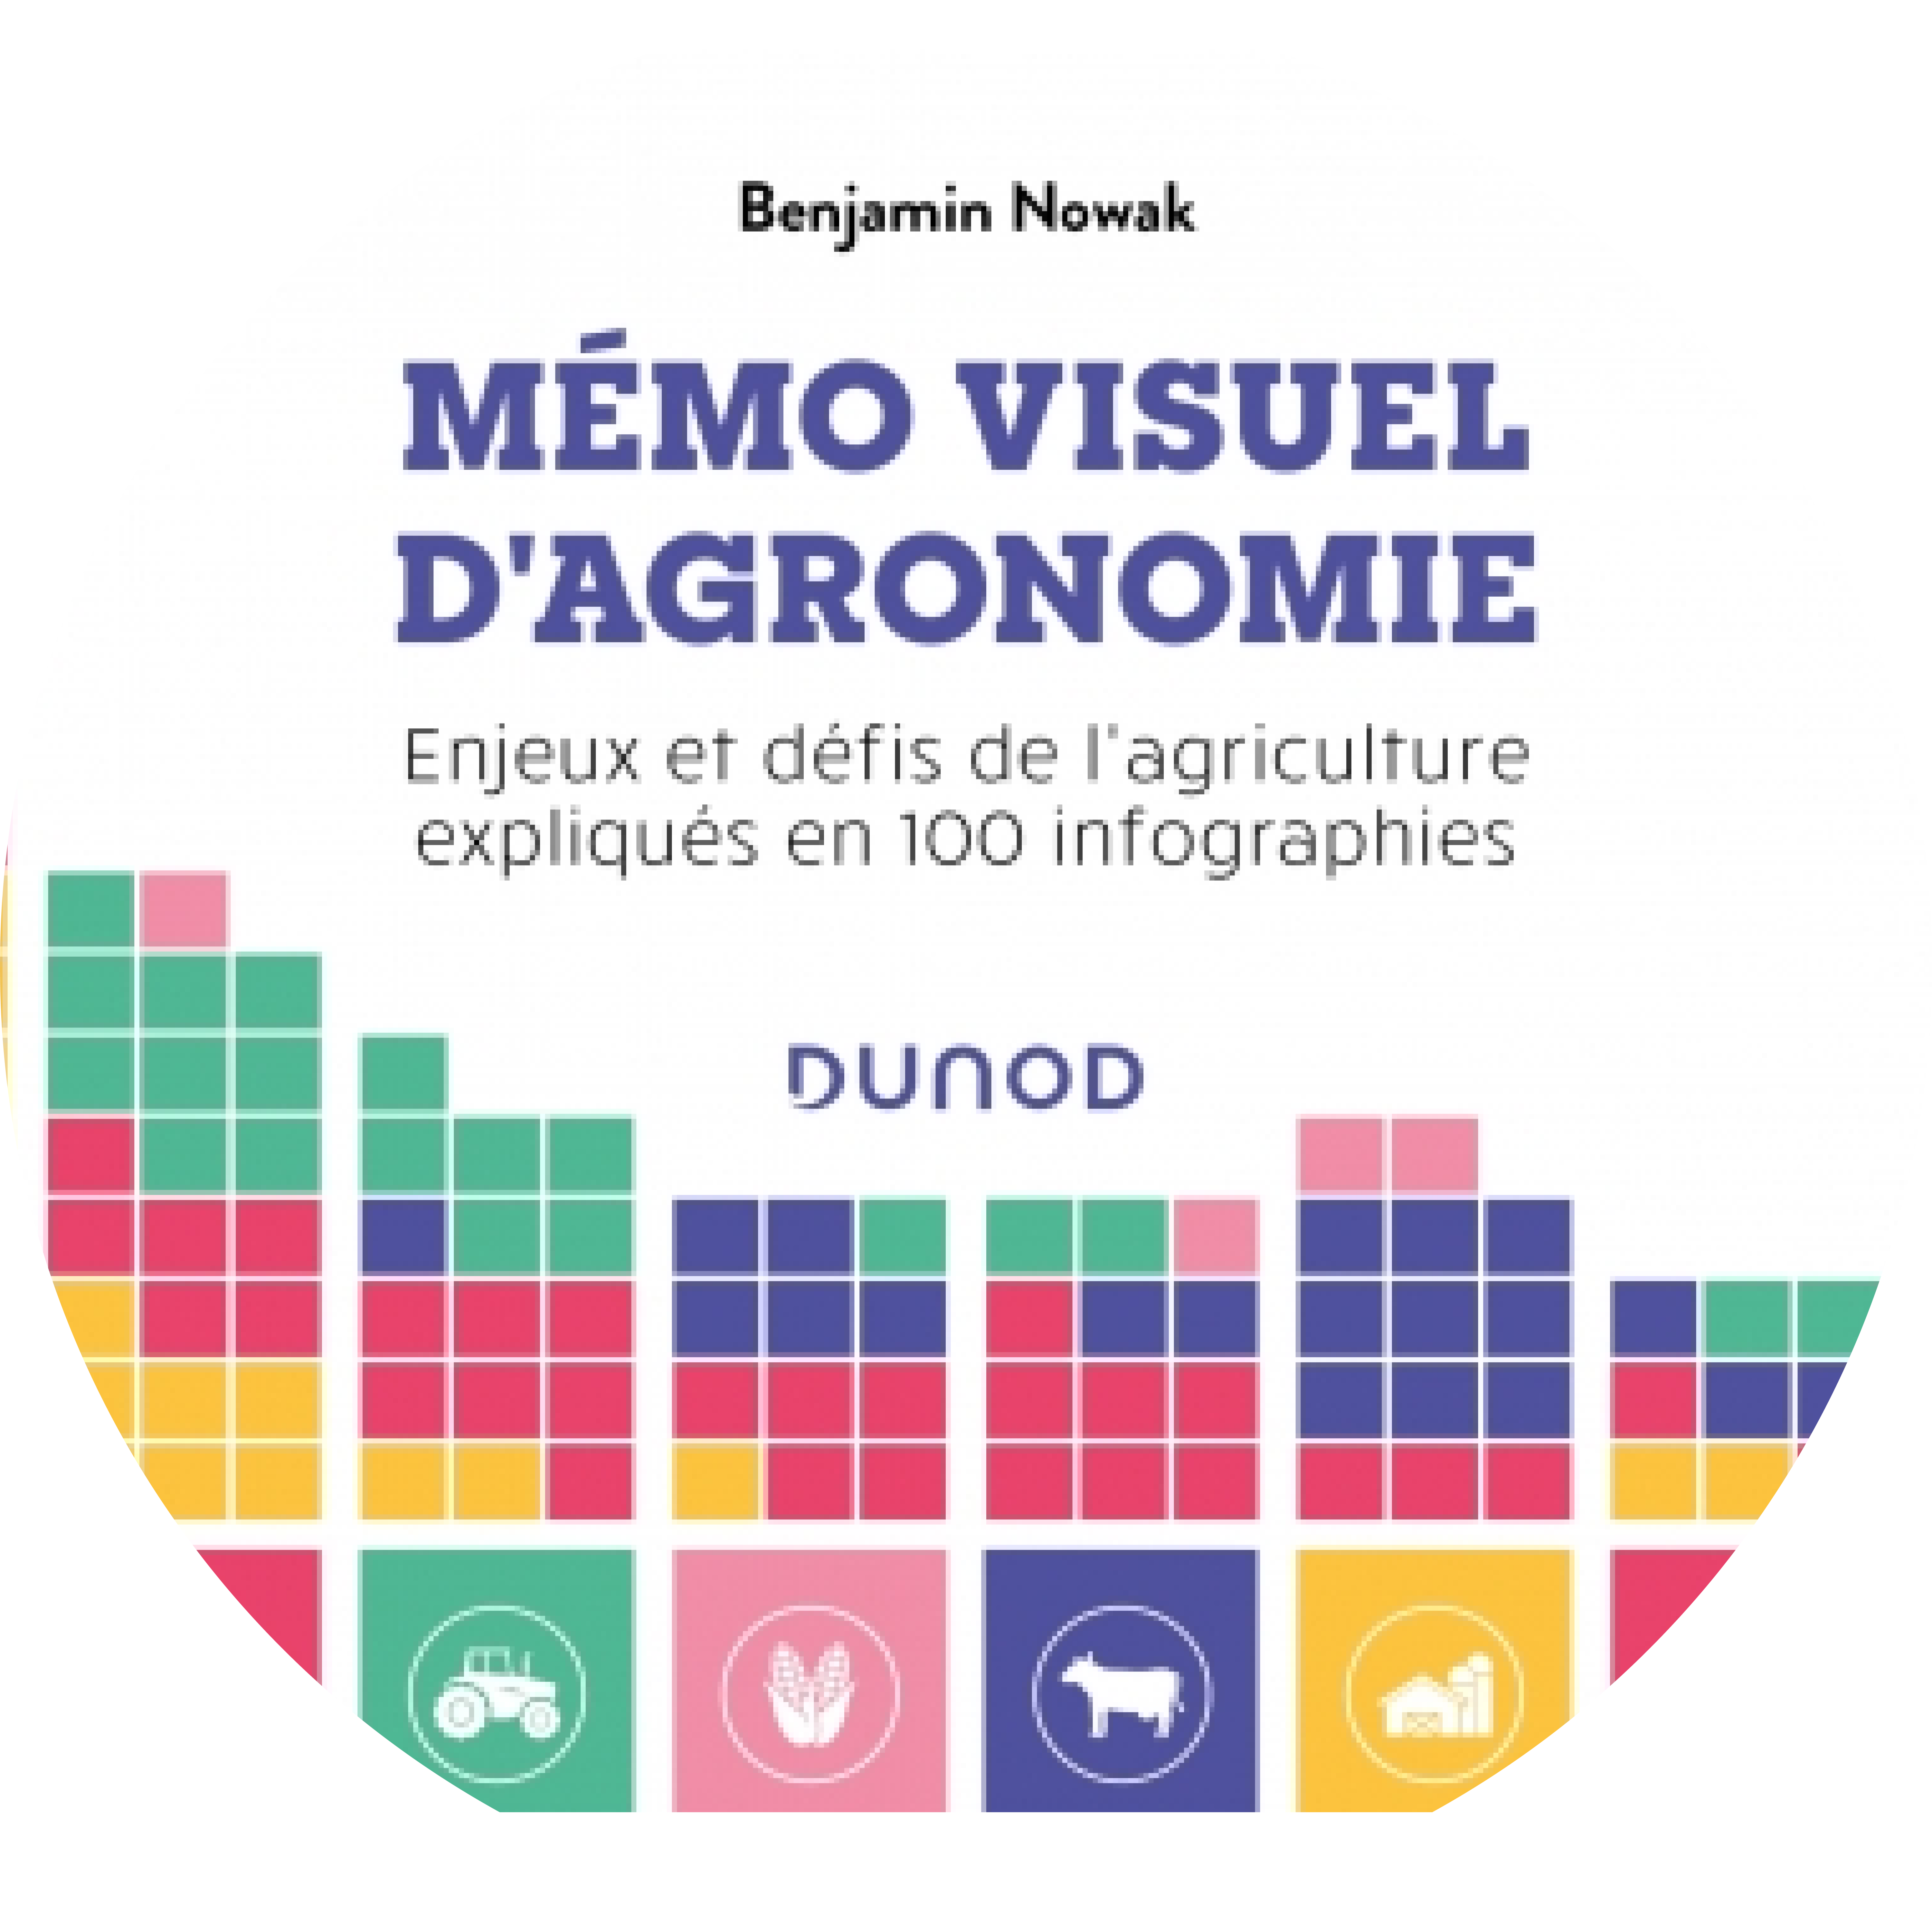 Benjamin Nowak
MÉMO VISUEL
D'AGRONOMIE
Enjeux et défis de l'agriculture
expliqués en 100 infographies
DUNOD